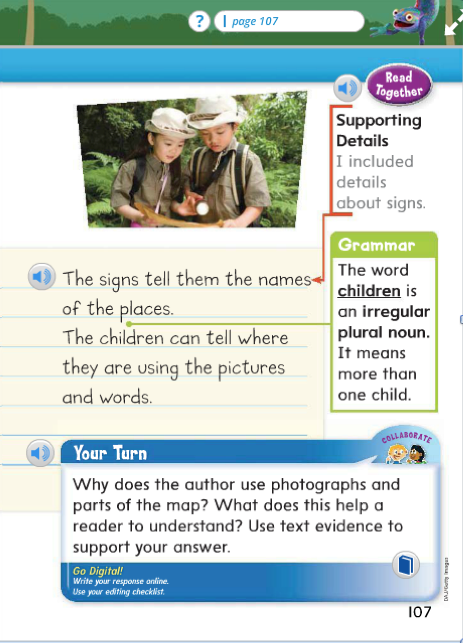 ? | page 107
Read
Together
Supporting
Details
I included
details
about signs.
The signs tell them the names
of the places.
The children can tell where
they are using the pictures
and words.
Grammar
The word
children is
an irregular
plural noun.
It means
more than
one child.
COLLABORATE
Your Turn
Why does the author use photographs and
parts of the map? What does this help a
reader to understand? Use text evidence to
support your answer.
Go Digital!
Write your response online.
Use your editing checklist.
DAJ/Getty Images
107